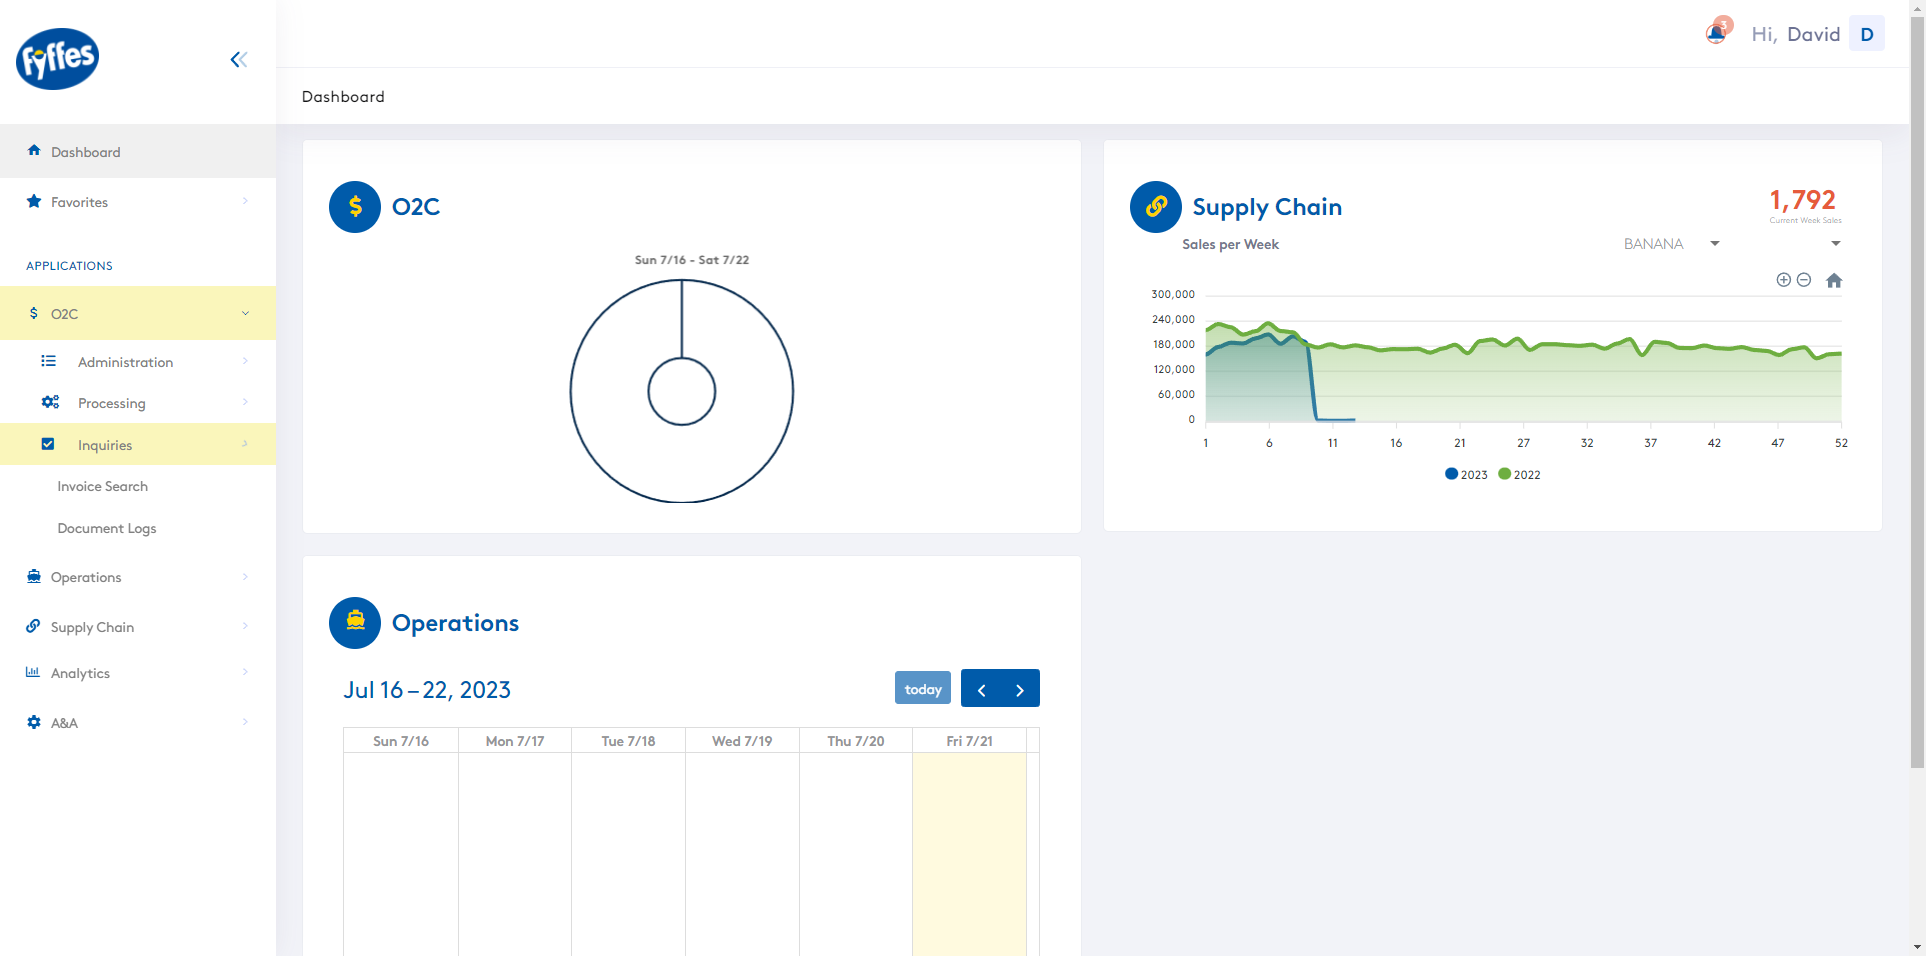 fyffes
3
Hi, David D
Dashboard
Dashboard
Favorites
APPLICATIONS
$ O2C
Administration
Processing
Inquiries
Invoice Search
Document Logs
Operations
Supply Chain
Analytics
A&A
$ O2C
Sun 7/16 - Sat 7/22
Supply Chain
1,792
Current Week Sales
Sales per Week
BANANA
300,000
240,000
180,000
120,000
60,000
0
1 6 11 16 21 27 32 37 42 47 52
2023 2022
Operations
Jul 16 – 22, 2023
today
Sun 7/16 Mon 7/17 Tue 7/18 Wed 7/19 Thu 7/20 Fri 7/21